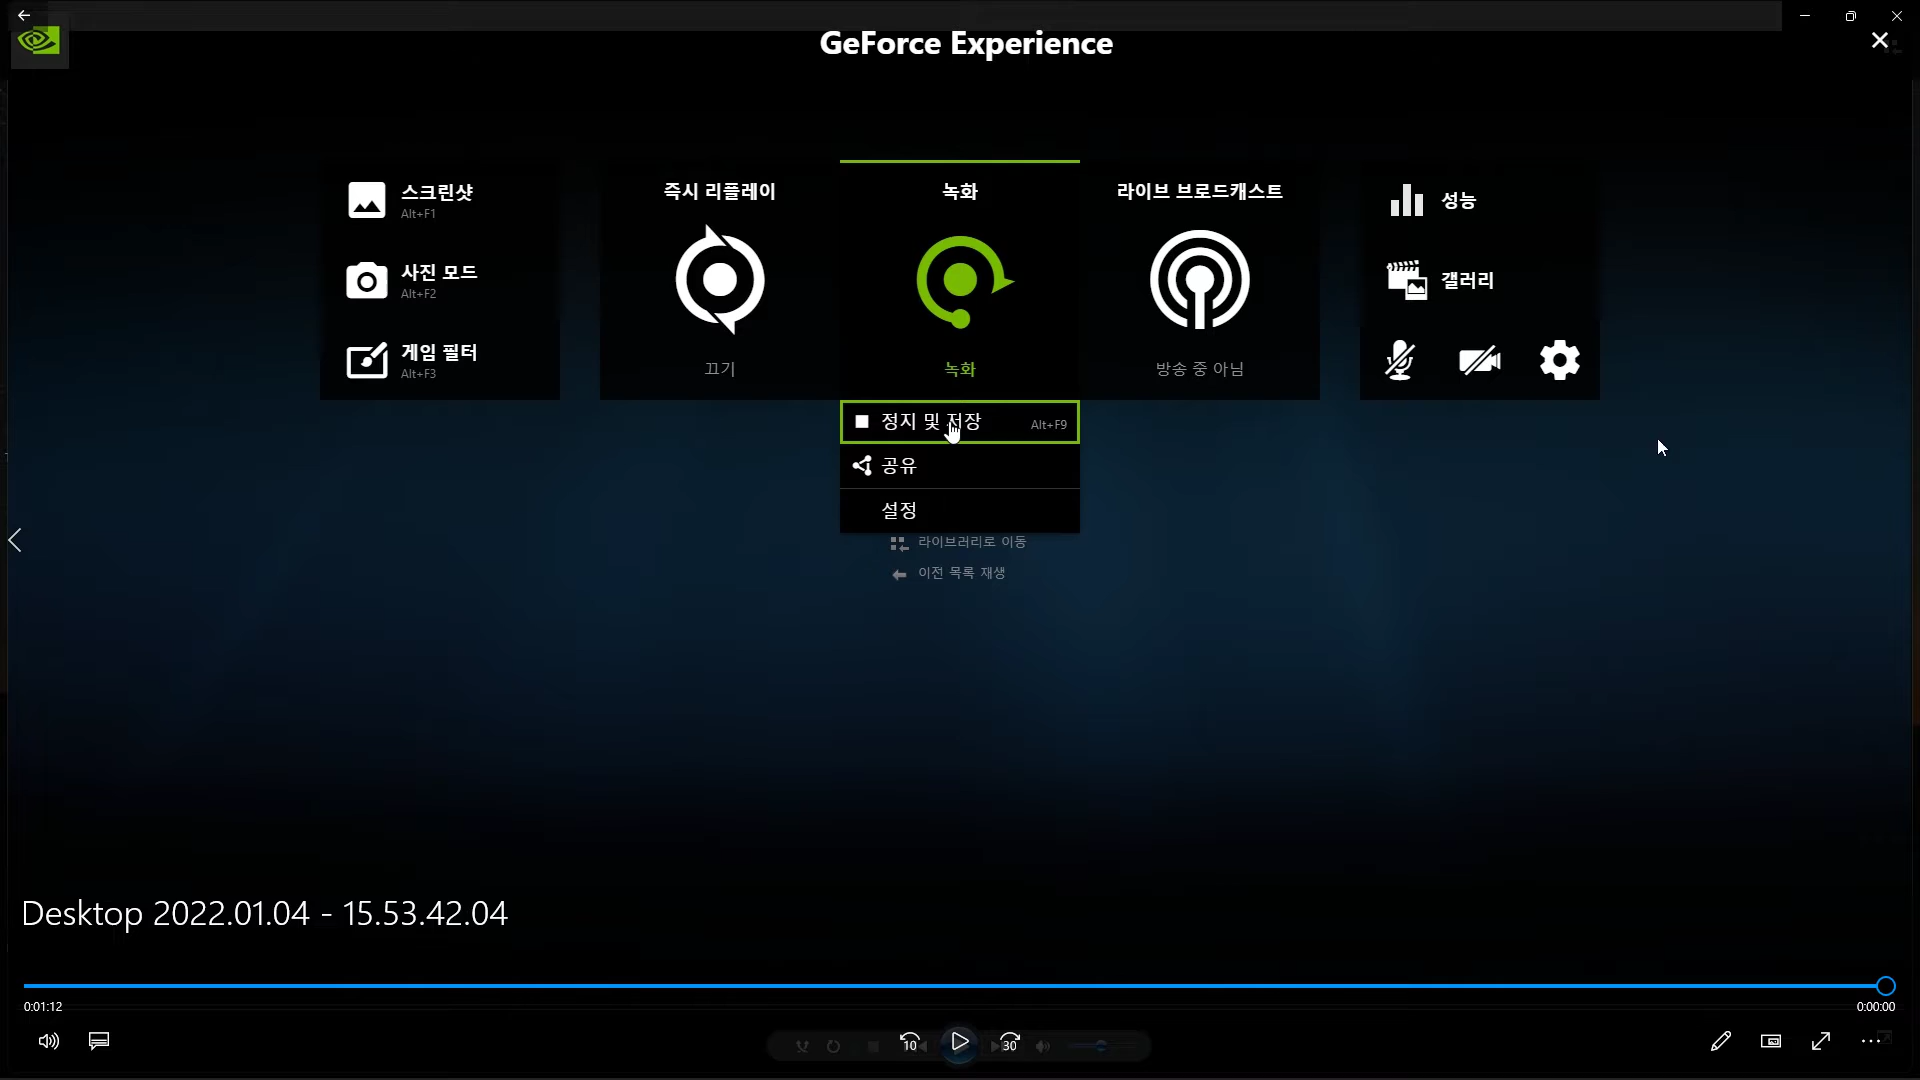 GeForce Experience
스크린샷
Alt+F1
사진 모드
Alt+F2
게임 필터
Alt+F3
즉시 리플레이
끄기
녹화
녹화
라이브 브로드캐스트
방송 중 아님
성능
갤러리
정지 및 저장 Alt+F9
공유
설정
라이브러리로 이동
이전 목록 재생
Desktop 2022.01.04 - 15.53.42.04
0:01:12
0:00:00
10
30